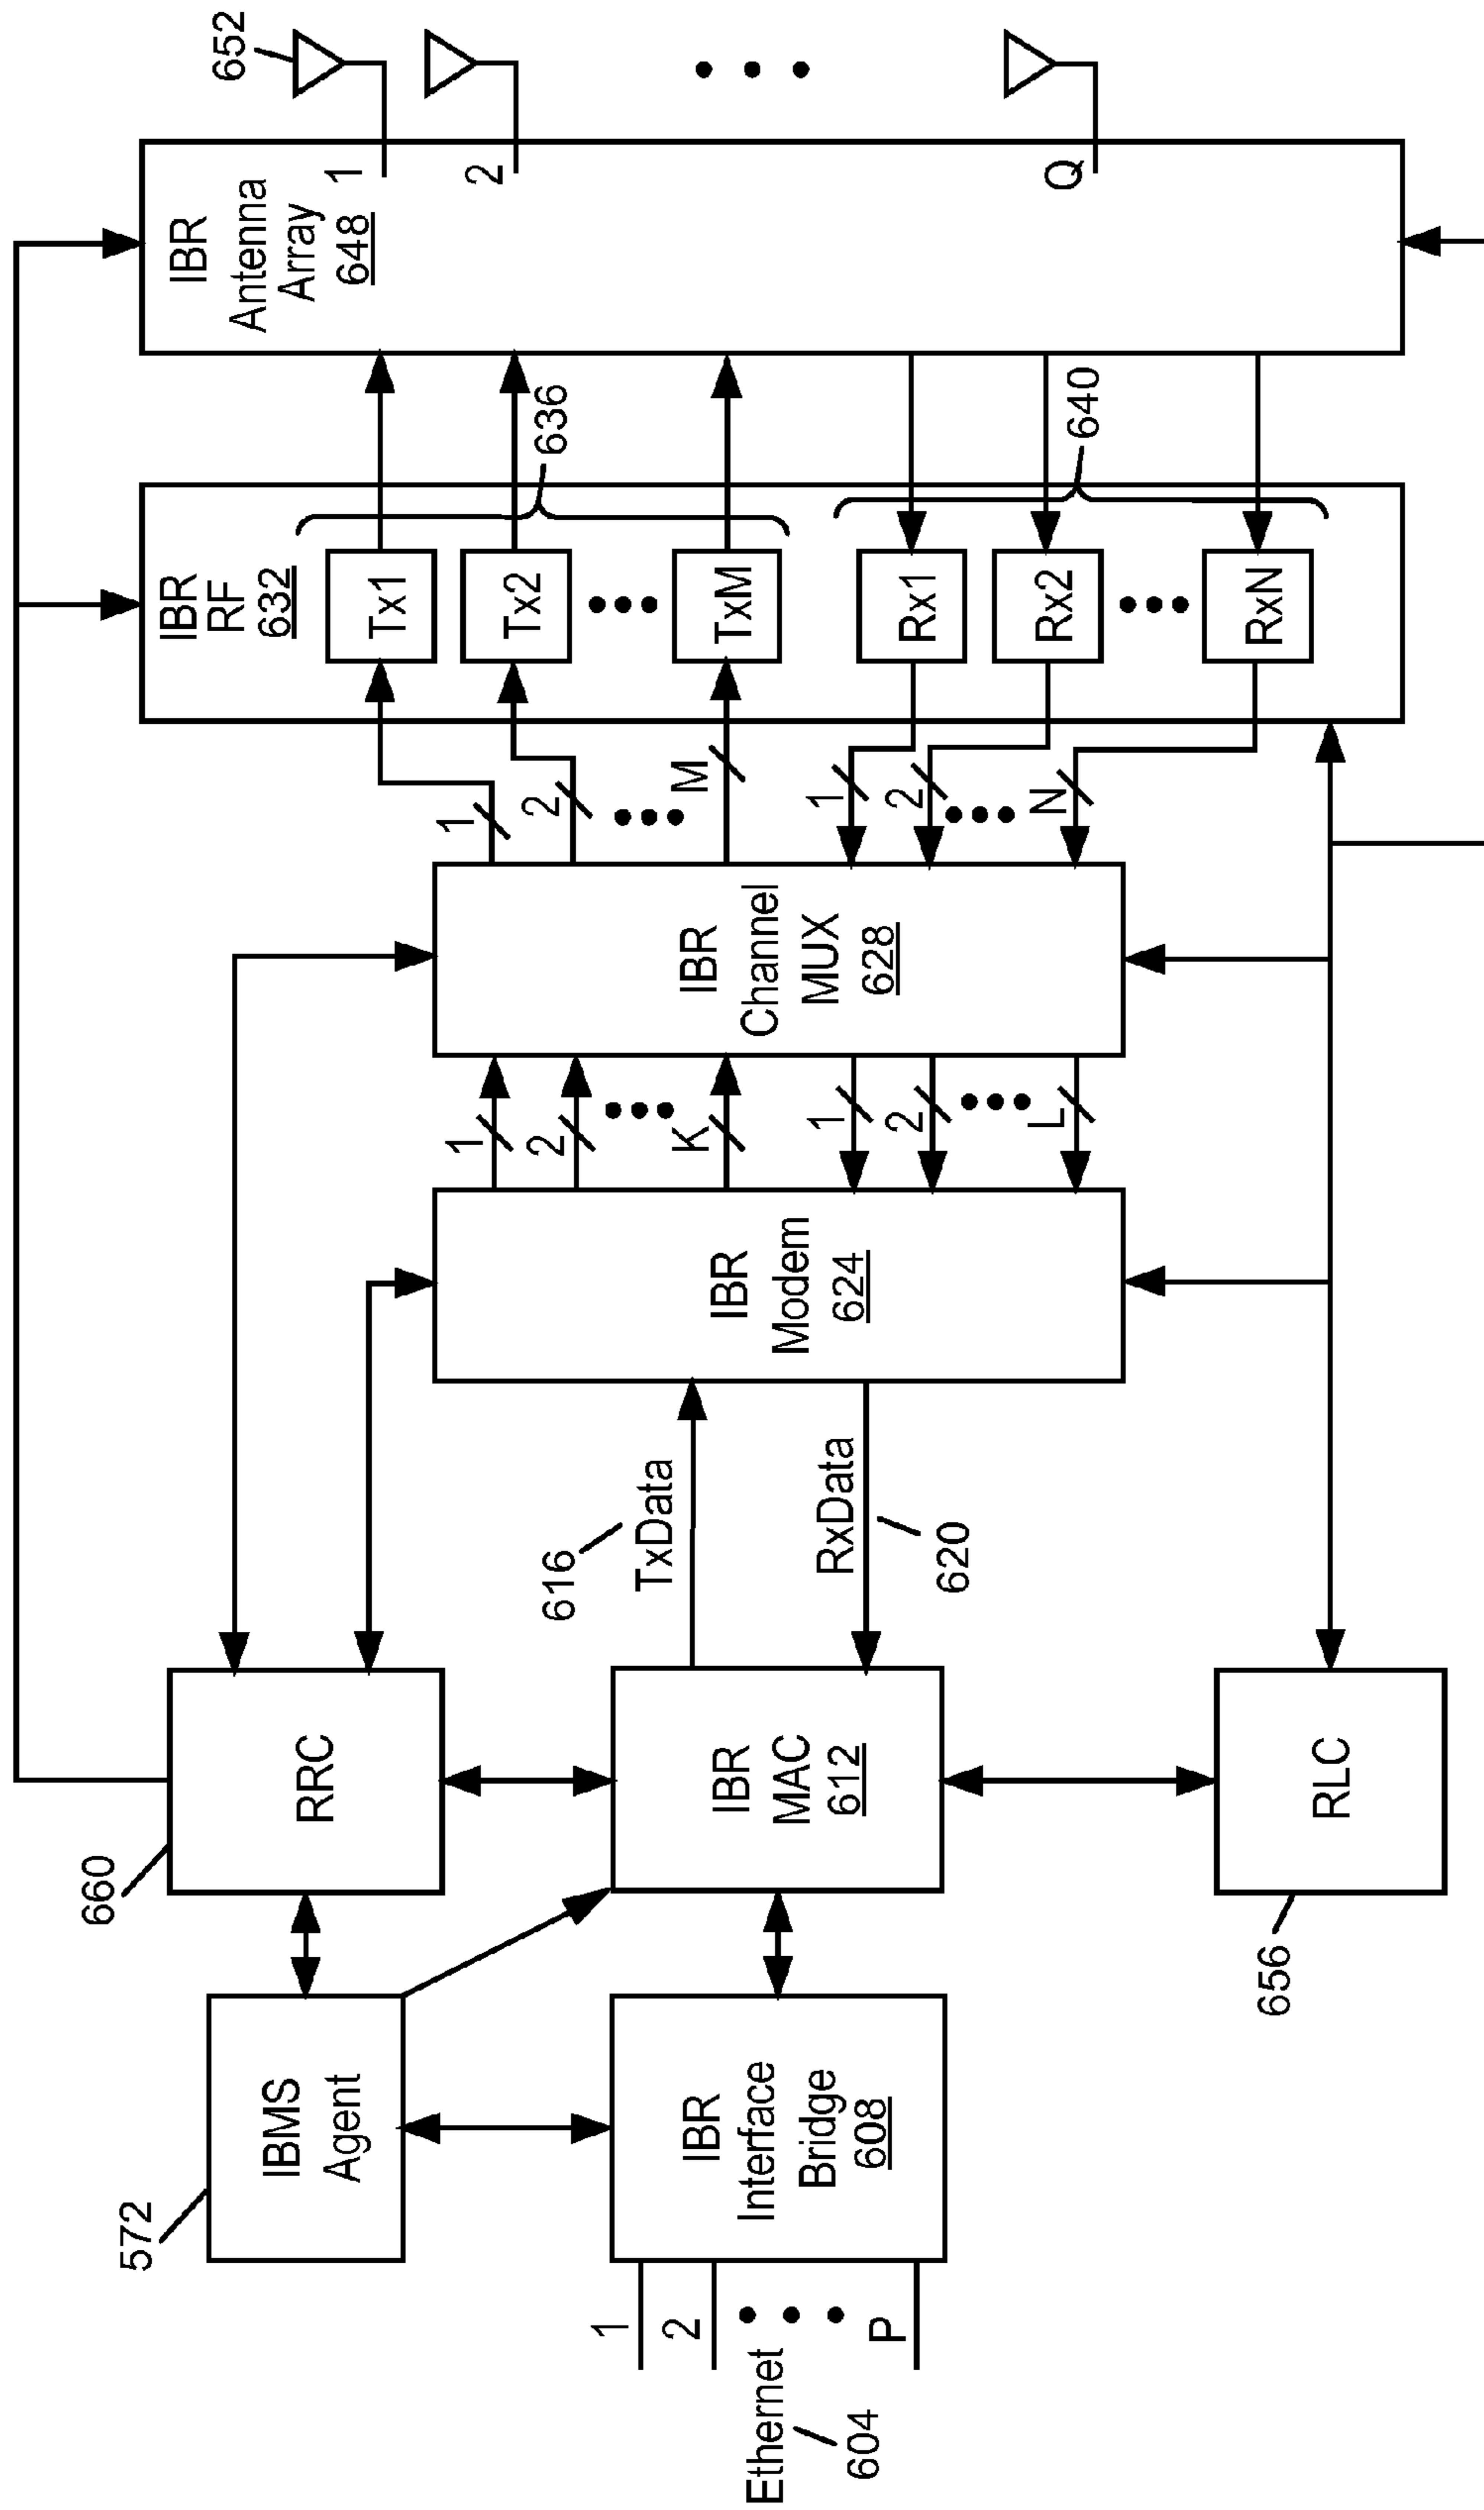 572
IBMS
Agent
660
RRC
652
IBR
RF
632
IBR
Antenna
Array
648
1
2
Q
Tx1
Tx2
TxM
636
Rx1
Rx2
RxN
640
1
2
M
1
2
N
IBR
Channel
MUX
628
1
2
K
1
2
L
IBR
Modem
624
616
TxData
RxData
620
IBR
MAC
612
IBR
Interface
Bridge
608
1
2
P
Ethernet
604
RLC
656